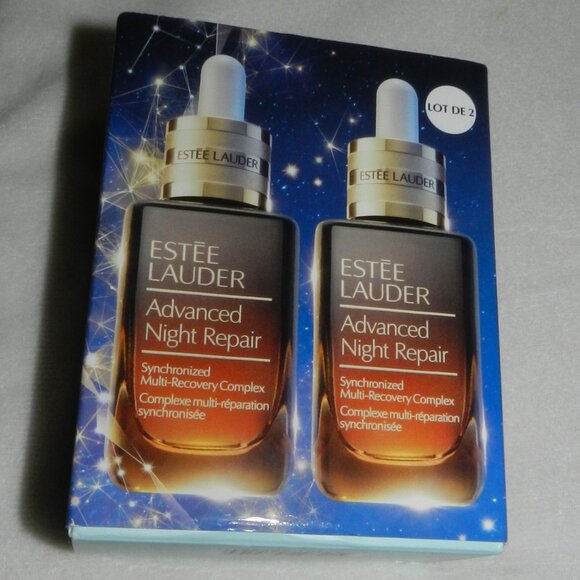 LOT DE 2
ESTĒE LAUDER
ESTĒE
LAUDER
Advanced
Night Repair
Synchronized
Multi-Recovery Complex
Complexe multi-réparation
synchronisée
ESTĒE LAUDER
ESTĒE
LAUDER
Advanced
Night Repair
Synchronized
Multi-Recovery Complex
Complexe multi-réparation
synchronisée